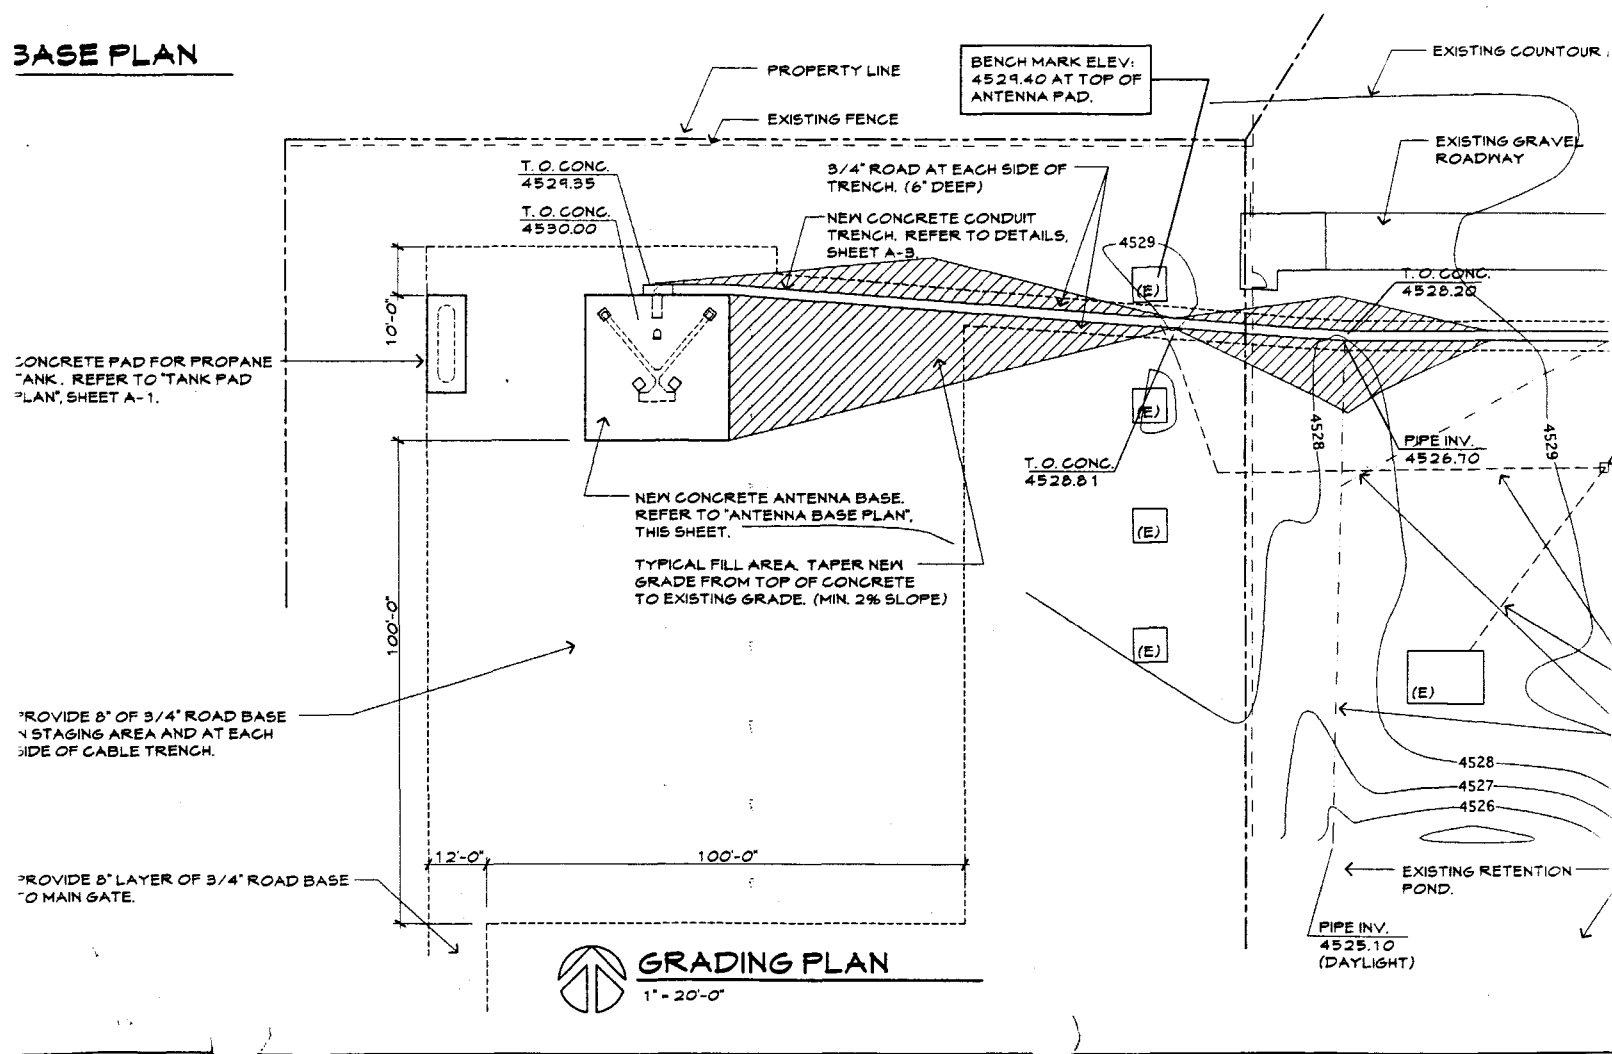 BASE PLAN
PROPERTY LINE
EXISTING FENCE
BENCH MARK ELEV:
4529.40 AT TOP OF
ANTENNA PAD.
EXISTING COUNTOUR
EXISTING GRAVEL
ROADWAY
T.O. CONC.
4529.35
T.O. CONC.
4530.00
3/4" ROAD AT EACH SIDE OF
TRENCH. (6" DEEP)
NEW CONCRETE CONDUIT
TRENCH. REFER TO DETAILS,
SHEET A-3.
4529
(E)
T.O. CONC.
4528.20
10'-0"
CONCRETE PAD FOR PROPANE
TANK. REFER TO "TANK PAD
PLAN", SHEET A-1.
(E)
4528
4529
PIPE INV.
4526.70
T.O. CONC.
4528.81
NEW CONCRETE ANTENNA BASE.
REFER TO "ANTENNA BASE PLAN",
THIS SHEET.
(E)
TYPICAL FILL AREA. TAPER NEW
GRADE FROM TOP OF CONCRETE
TO EXISTING GRADE. (MIN. 2% SLOPE)
100'-0"
(E)
(E)
PROVIDE 8" OF 3/4" ROAD BASE
IN STAGING AREA AND AT EACH
SIDE OF CABLE TRENCH.
4528
4527
4526
12'-0"
100'-0"
PROVIDE 8" LAYER OF 3/4" ROAD BASE
TO MAIN GATE.
EXISTING RETENTION
POND.
PIPE INV.
4525.10
(DAYLIGHT)
GRADING PLAN
1" = 20'-0"